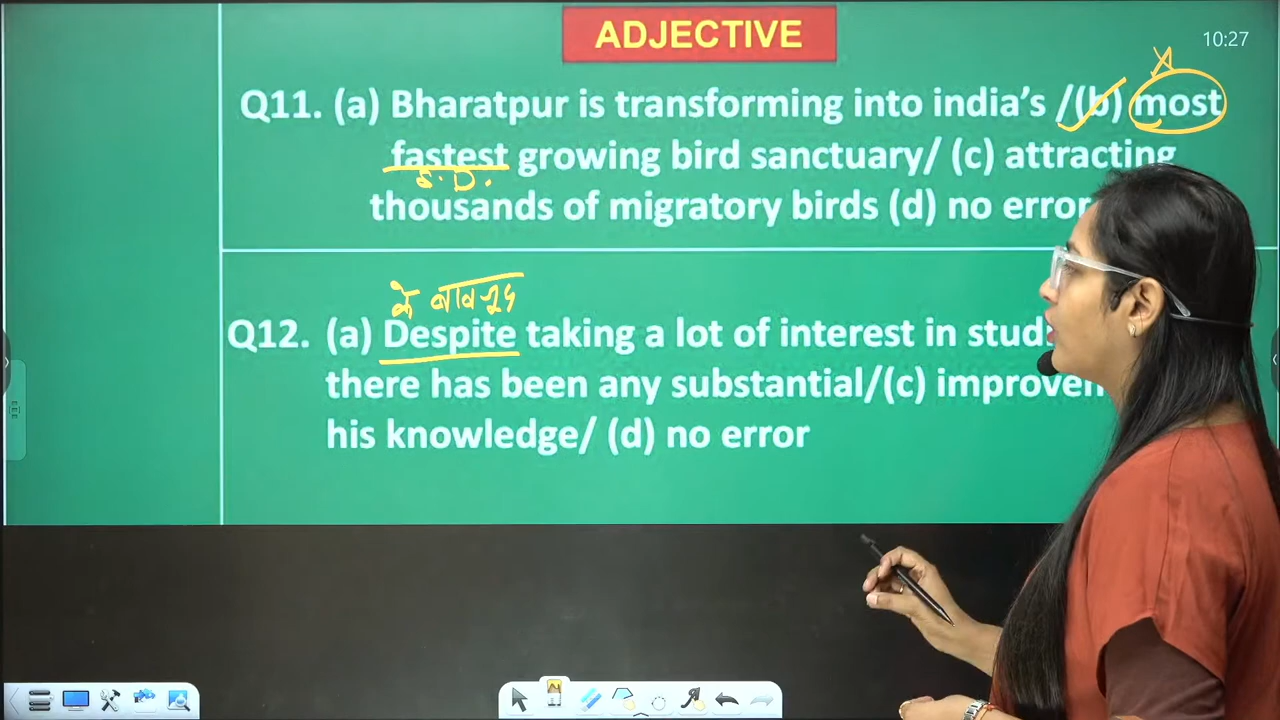 ADJECTIVE
10:27
Q11. (a) Bharatpur is transforming into india's /(b) most
fastest growing bird sanctuary/ (c) attracting
S.D.
thousands of migratory birds (d) no error
के बावजूद
Q12. (a) Despite taking a lot of interest in
there has been any substantial/(c)
his knowledge/ (d) no error